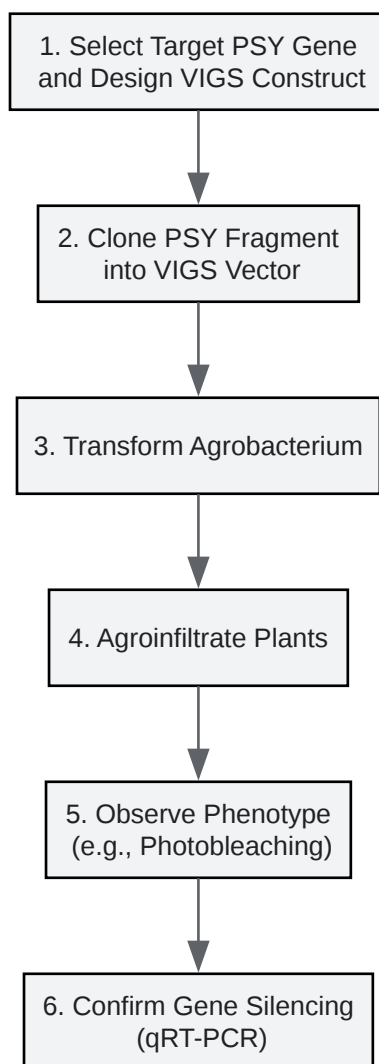 1. Select Target PSY Gene
and Design VIGS Construct
2. Clone PSY Fragment
into VIGS Vector
3. Transform Agrobacterium
4. Agroinfiltrate Plants
5. Observe Phenotype
(e.g., Photobleaching)
6. Confirm Gene Silencing
(qRT-PCR)